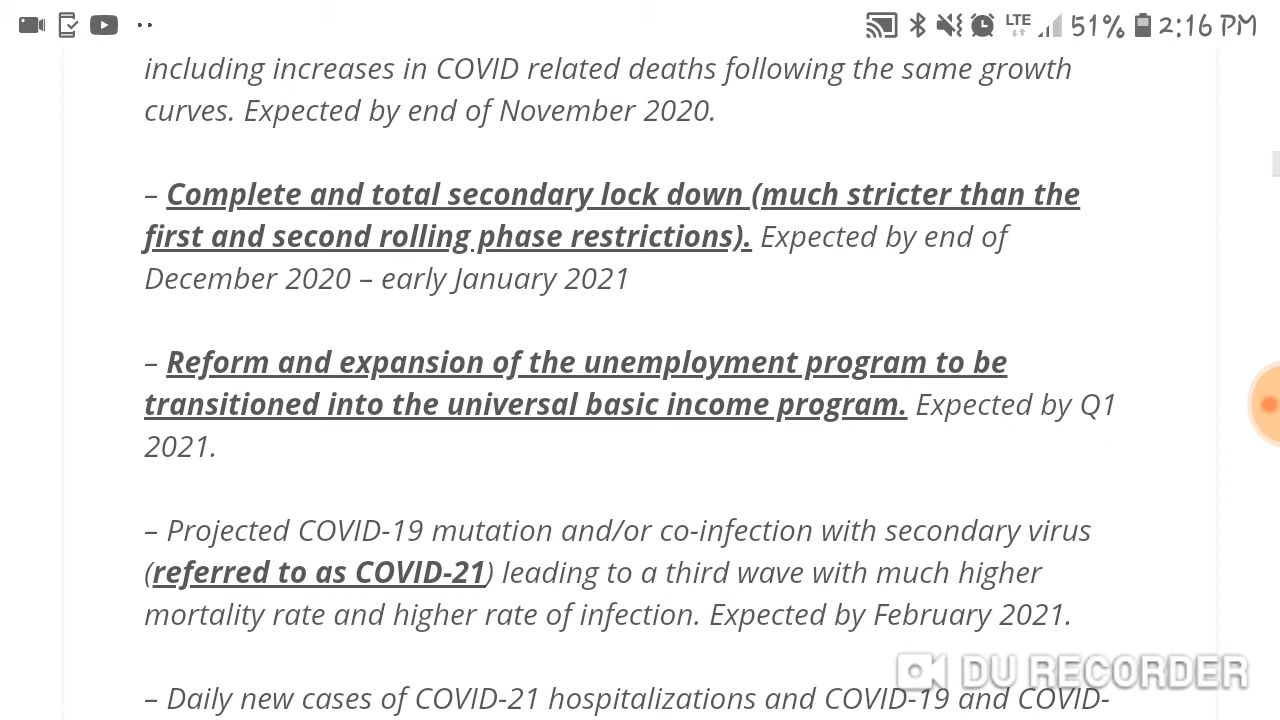 LTE 51% 2:16 PM
including increases in COVID related deaths following the same growth
curves. Expected by end of November 2020.
– Complete and total secondary lock down (much stricter than the
first and second rolling phase restrictions). Expected by end of
December 2020 – early January 2021
– Reform and expansion of the unemployment program to be
transitioned into the universal basic income program. Expected by Q1
2021.
– Projected COVID-19 mutation and/or co-infection with secondary virus
(referred to as COVID-21) leading to a third wave with much higher
mortality rate and higher rate of infection. Expected by February 2021.
DU RECORDER
– Daily new cases of COVID-21 hospitalizations and COVID-19 and COVID-